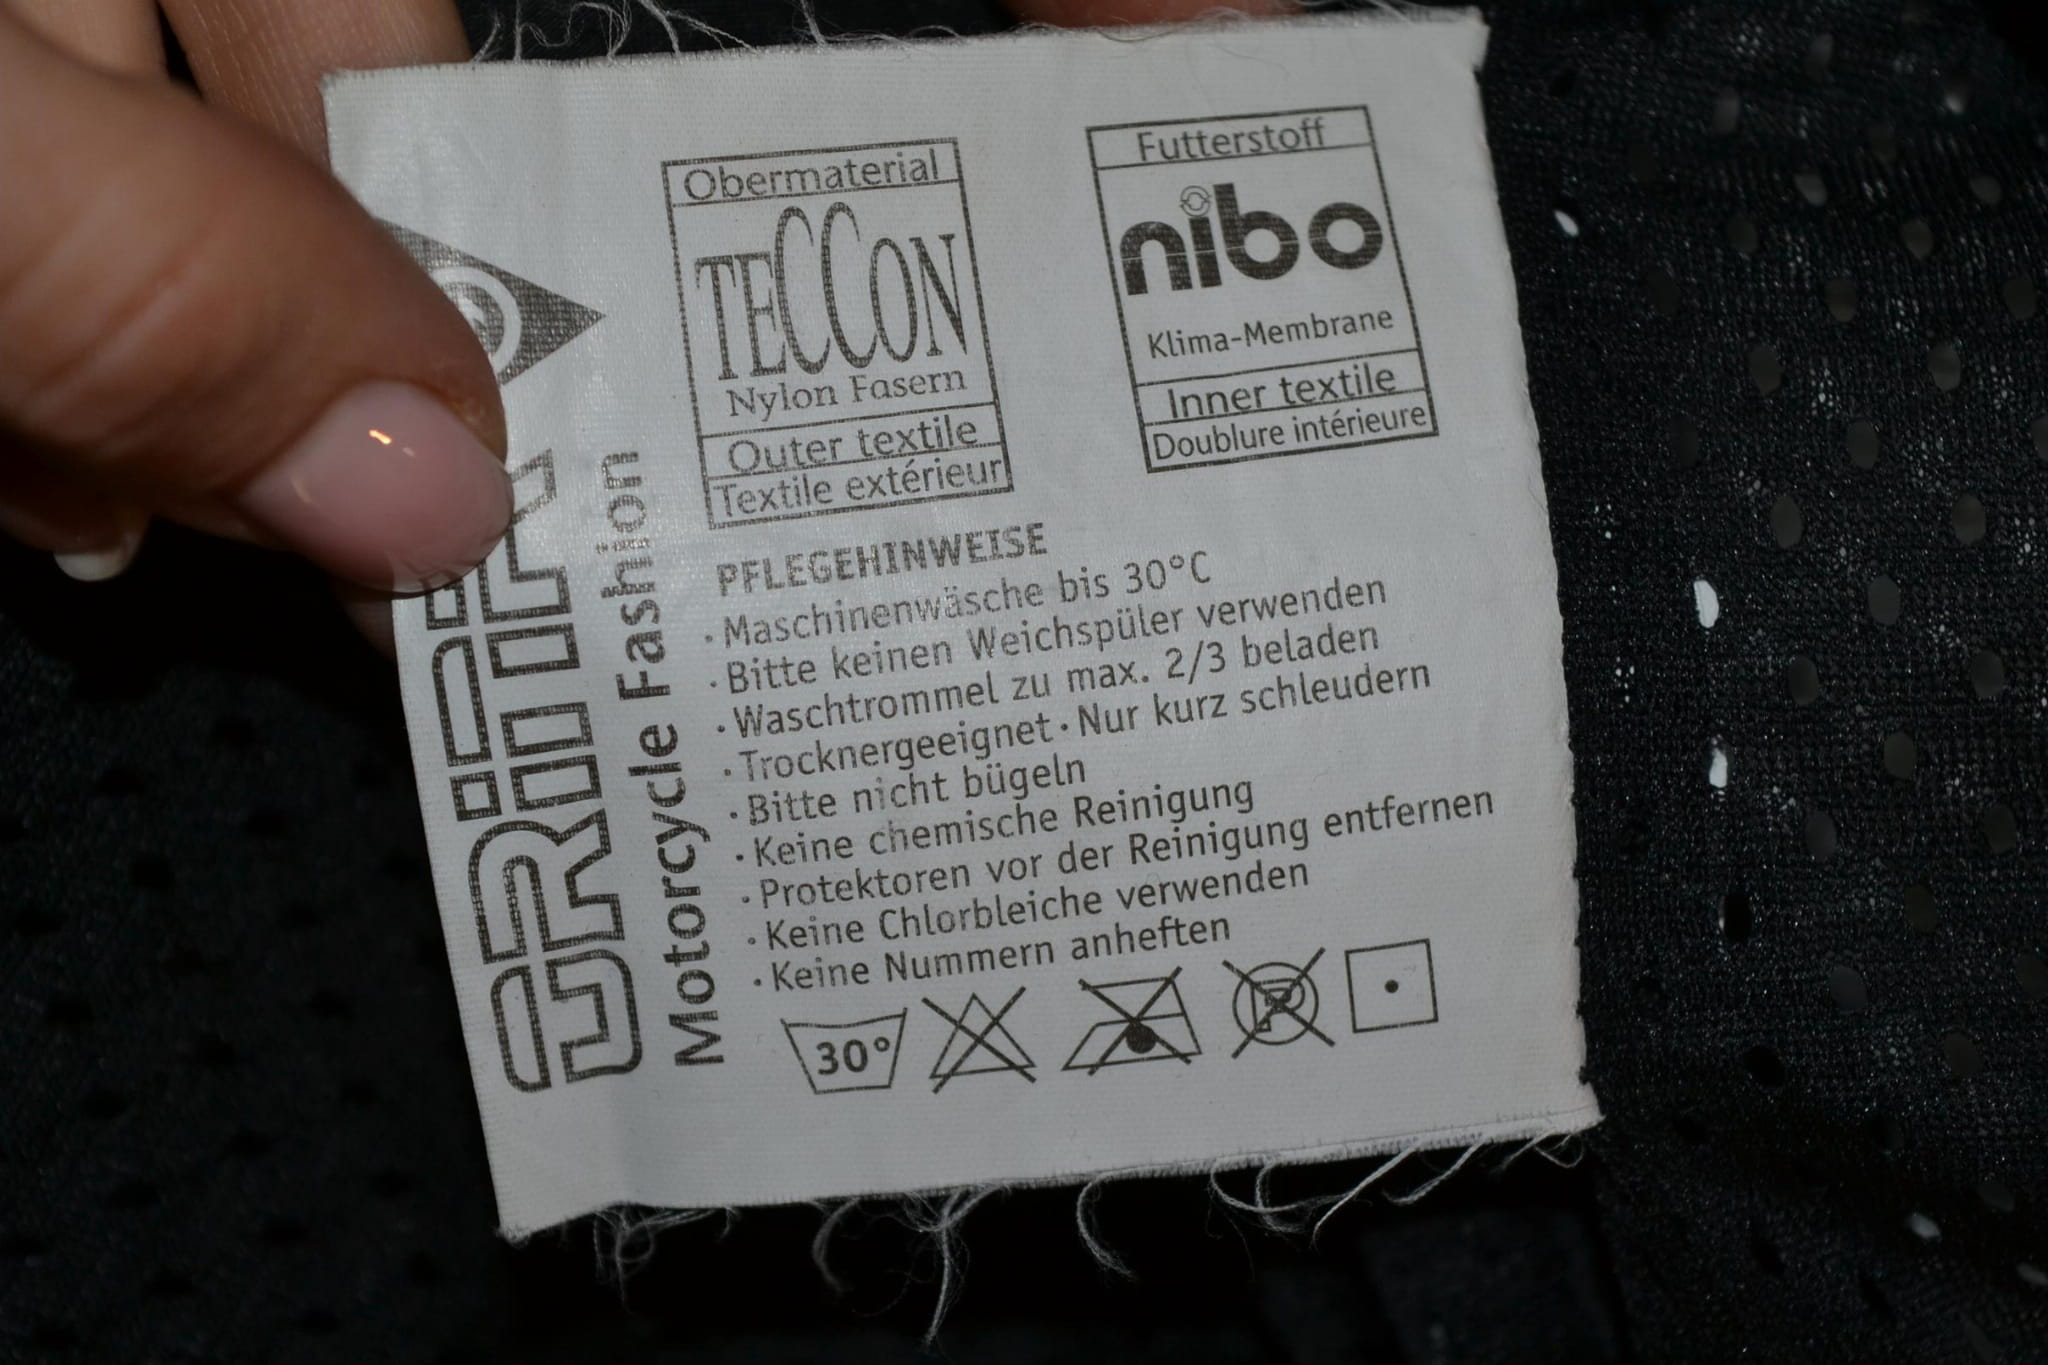 Obermaterial
TECCON
Nylon Fasern
Outer textile
Textile extérieur
Futterstoff
nibo
Klima-Membrane
Inner textile
Doublure intérieure
Motorcycle Fashion
PFLEGEHINWEISE
· Maschinenwäsche bis 30°C
· Bitte keinen Weichspüler verwenden
· Waschtrommel zu max. 2/3 beladen
· Trocknergeeignet · Nur kurz schleudern
· Bitte nicht bügeln
· Keine chemische Reinigung
· Protektoren vor der Reinigung entfernen
· Keine Chlorbleiche verwenden
· Keine Nummern anheften
30°
P